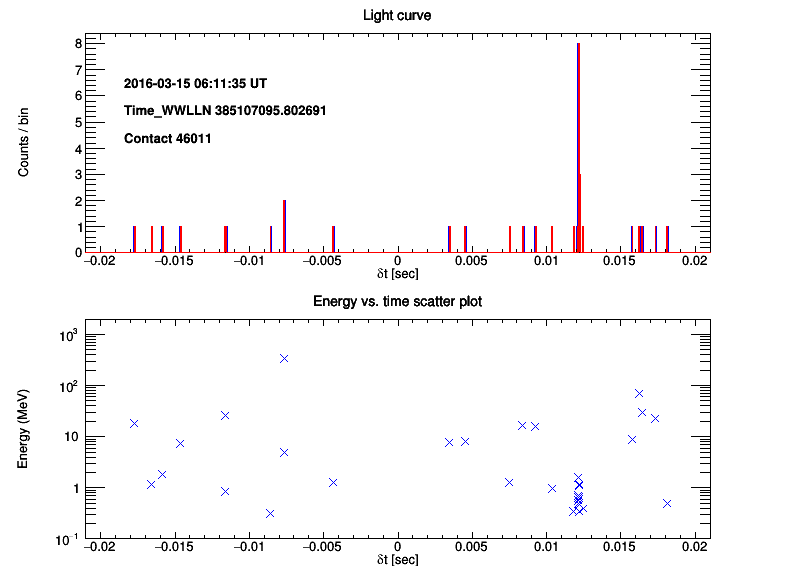 Light curve
Counts / bin
8
7
6
5
4
3
2
1
0
2016-03-15 06:11:35 UT
Time_WWLLN 385107095.802691
Contact 46011
−0.02 −0.015 −0.01 −0.005 0 0.005 0.01 0.015 0.02
δt [sec]
Energy vs. time scatter plot
Energy (MeV)
10³
10²
10
1
10⁻¹
−0.02 −0.015 −0.01 −0.005 0 0.005 0.01 0.015 0.02
δt [sec]